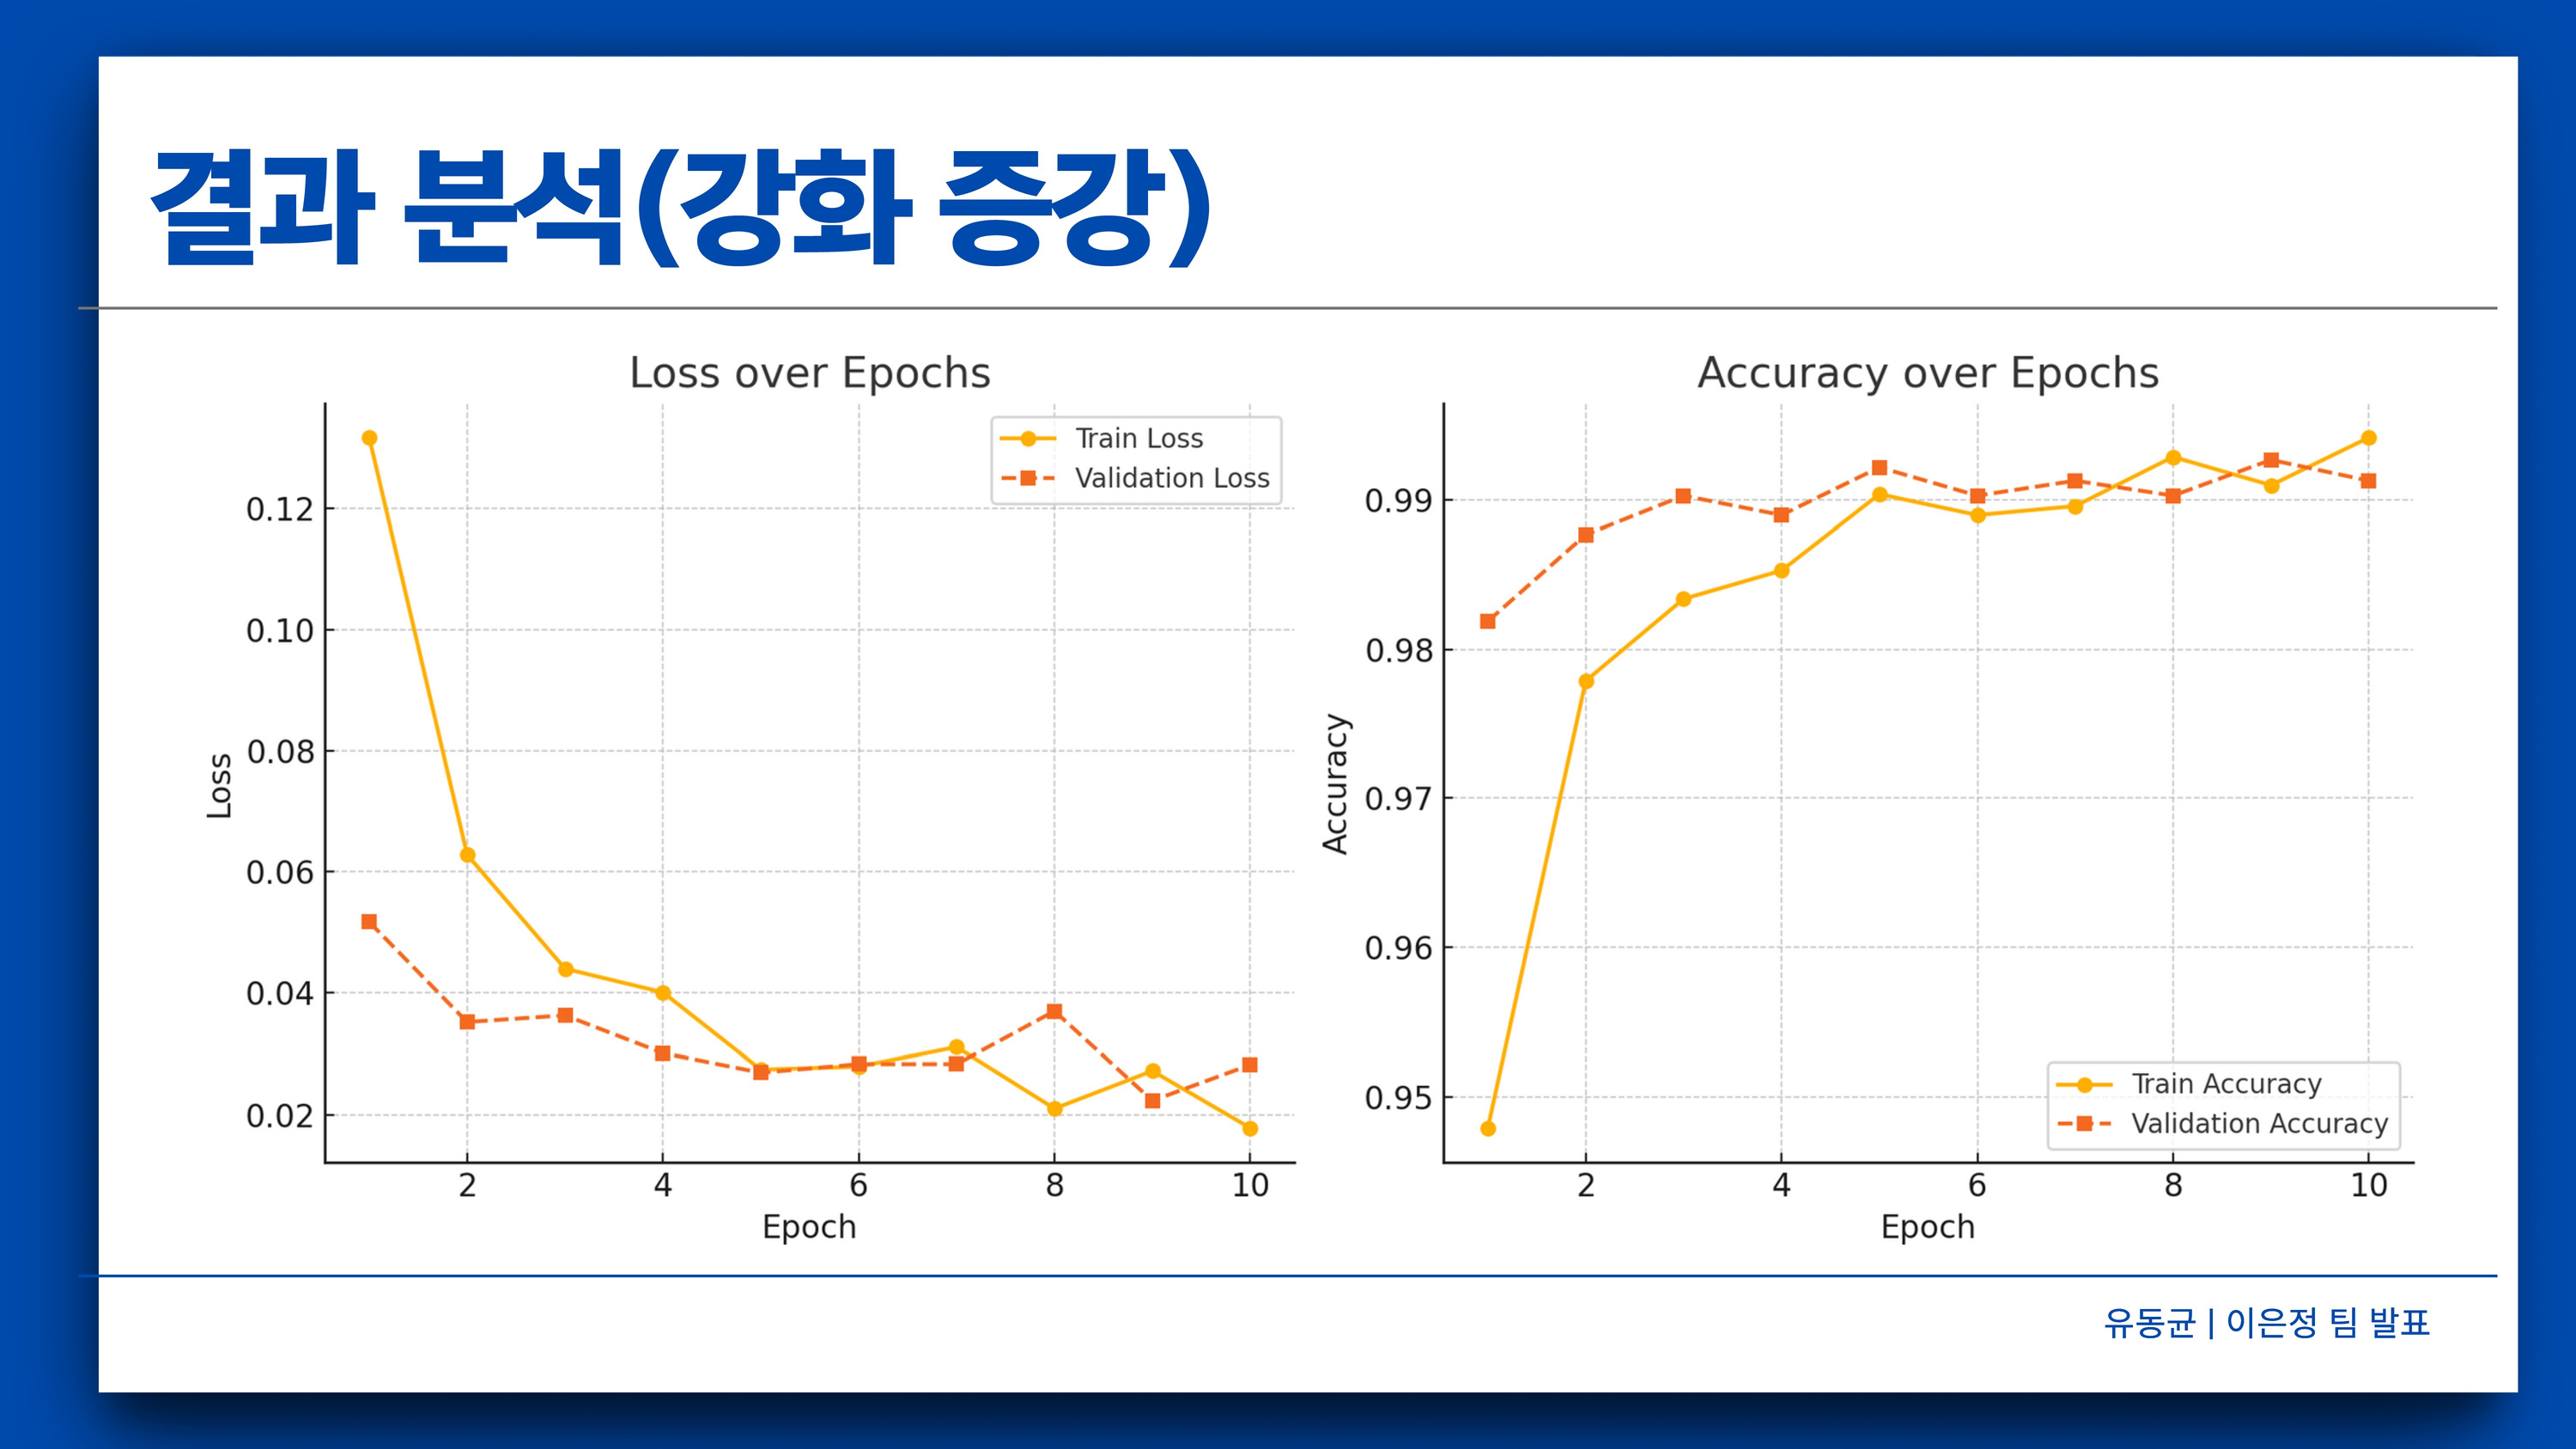 결과 분석(강화 증강)
Loss over Epochs
Train Loss
Validation Loss
0.12
0.10
0.08
0.06
0.04
0.02
Loss
2 4 6 8 10
Epoch
Accuracy over Epochs
0.99
0.98
0.97
0.96
0.95
Accuracy
Train Accuracy
Validation Accuracy
2 4 6 8 10
Epoch
유동균 | 이은정 팀 발표